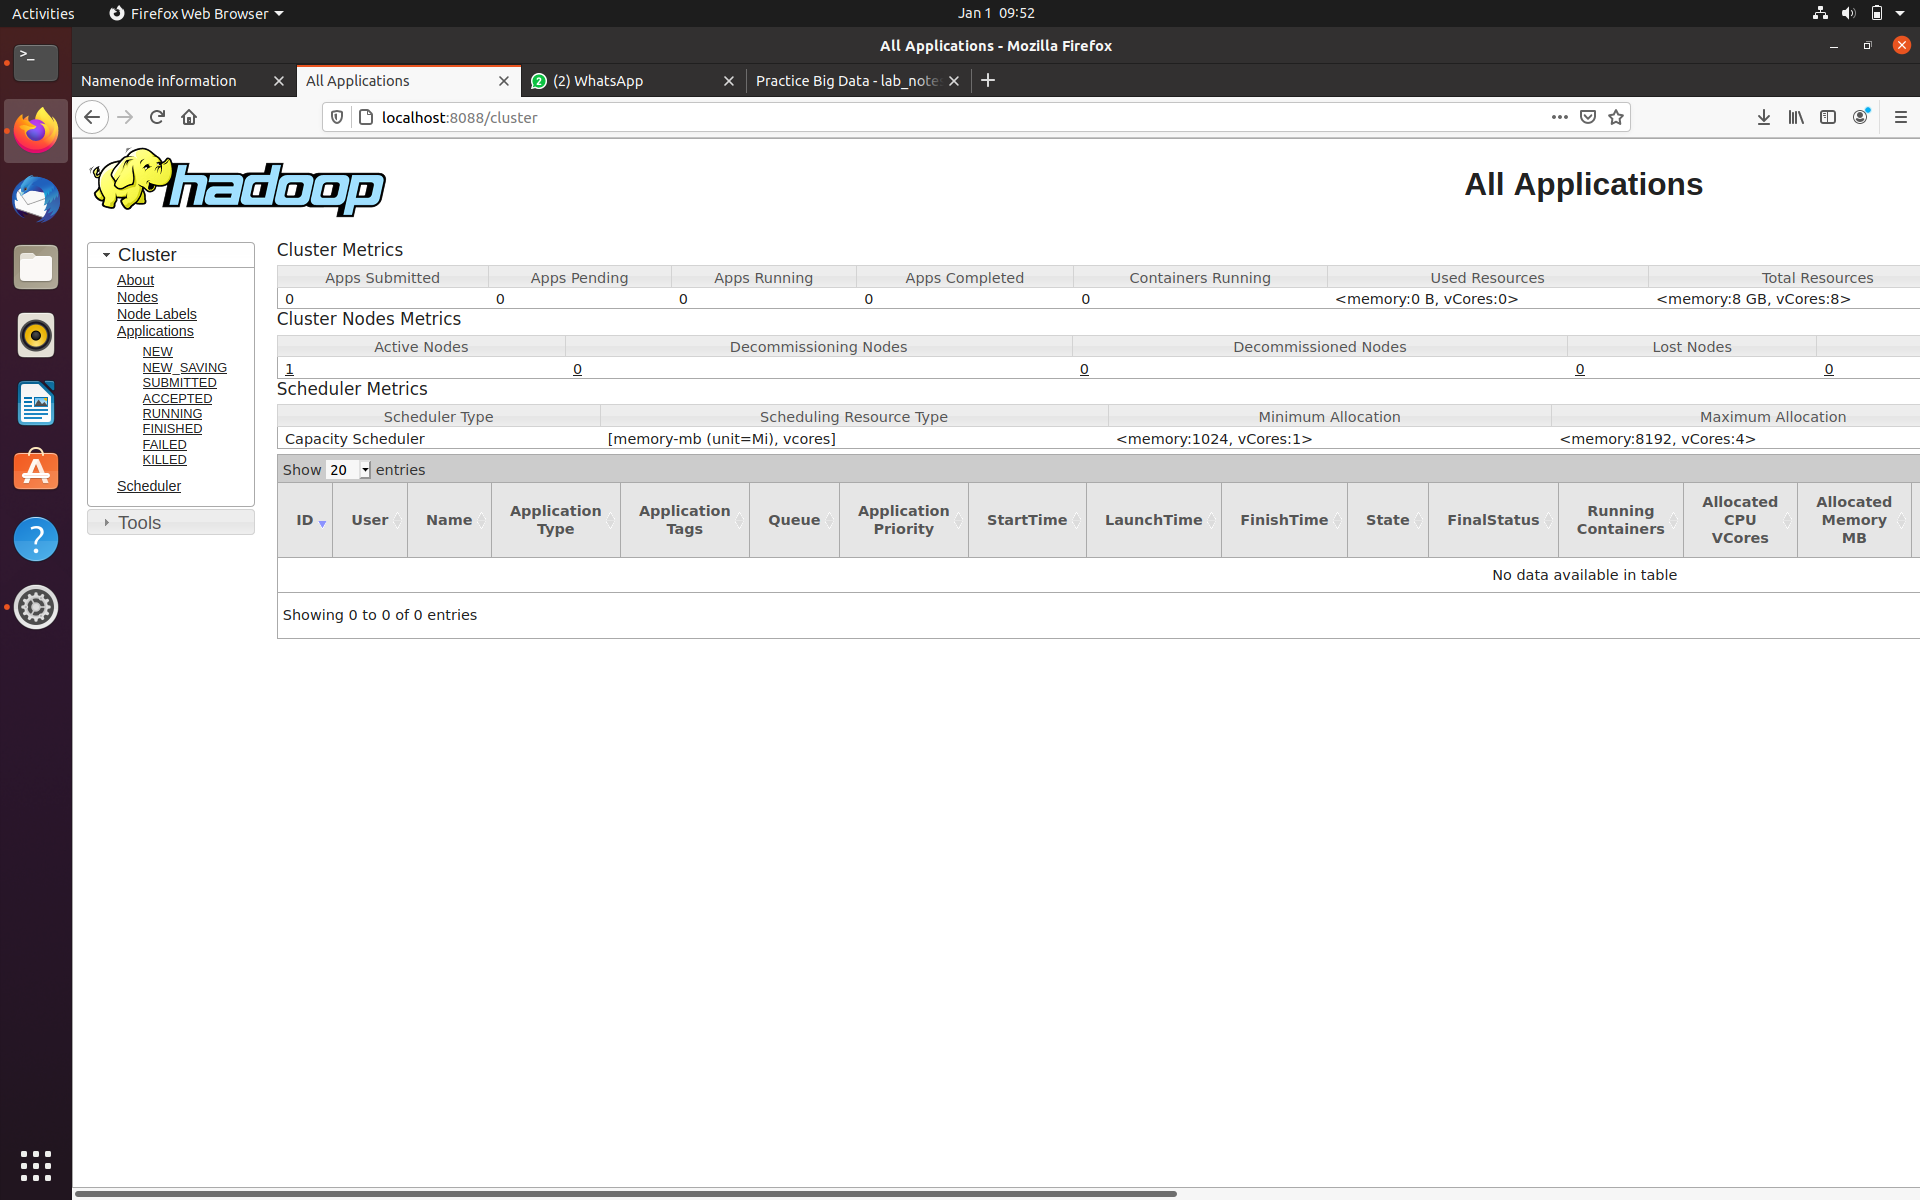 Activities
Firefox Web Browser
Jan 1 09:52
All Applications - Mozilla Firefox
Namenode information
All Applications
(2) WhatsApp
Practice Big Data - lab_note
localhost:8088/cluster
hadoop
All Applications
Cluster
About
Nodes
Node Labels
Applications
NEW
NEW_SAVING
SUBMITTED
ACCEPTED
RUNNING
FINISHED
FAILED
KILLED
Scheduler
Tools
Cluster Metrics
Apps Submitted Apps Pending Apps Running Apps Completed Containers Running Used Resources Total Resources
0 0 0 0 0 <memory:0 B, vCores:0> <memory:8 GB, vCores:8>
Cluster Nodes Metrics
Active Nodes Decommissioning Nodes Decommissioned Nodes Lost Nodes
1 0 0 0 0
Scheduler Metrics
Scheduler Type Scheduling Resource Type Minimum Allocation Maximum Allocation
Capacity Scheduler [memory-mb (unit=Mi), vcores] <memory:1024, vCores:1> <memory:8192, vCores:4>
Show 20 entries
ID User Name Application Type Application Tags Queue Application Priority StartTime LaunchTime FinishTime State FinalStatus Running Containers Allocated CPU VCores Allocated Memory MB
No data available in table
Showing 0 to 0 of 0 entries